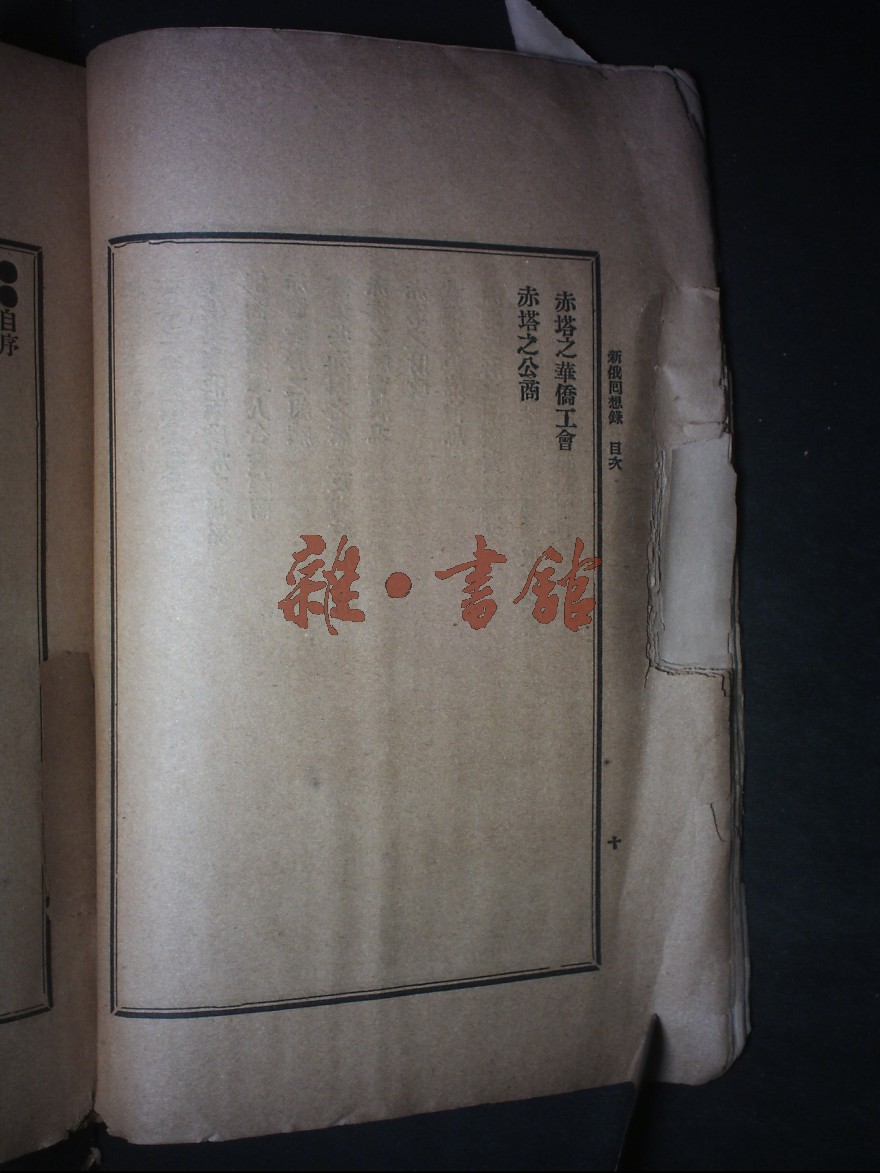 新俄囘想錄 目次
十
赤塔之華僑工會
赤塔之公商
自序
雜·書館